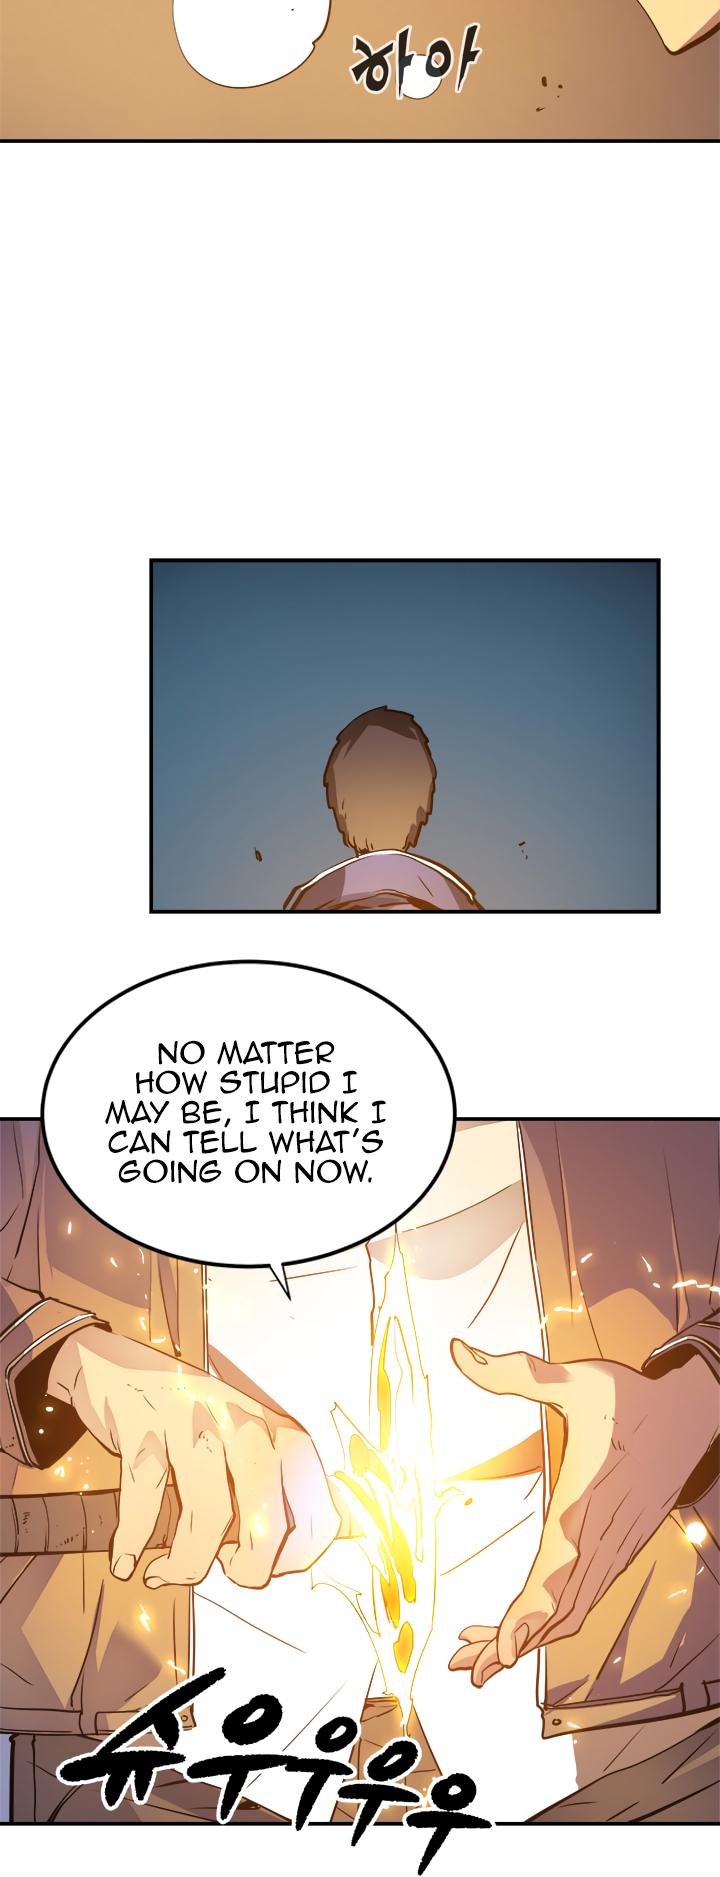 하아
NO MATTER
HOW STUPID I
MAY BE, I THINK I
CAN TELL WHAT'S
GOING ON NOW.
슈우우우우